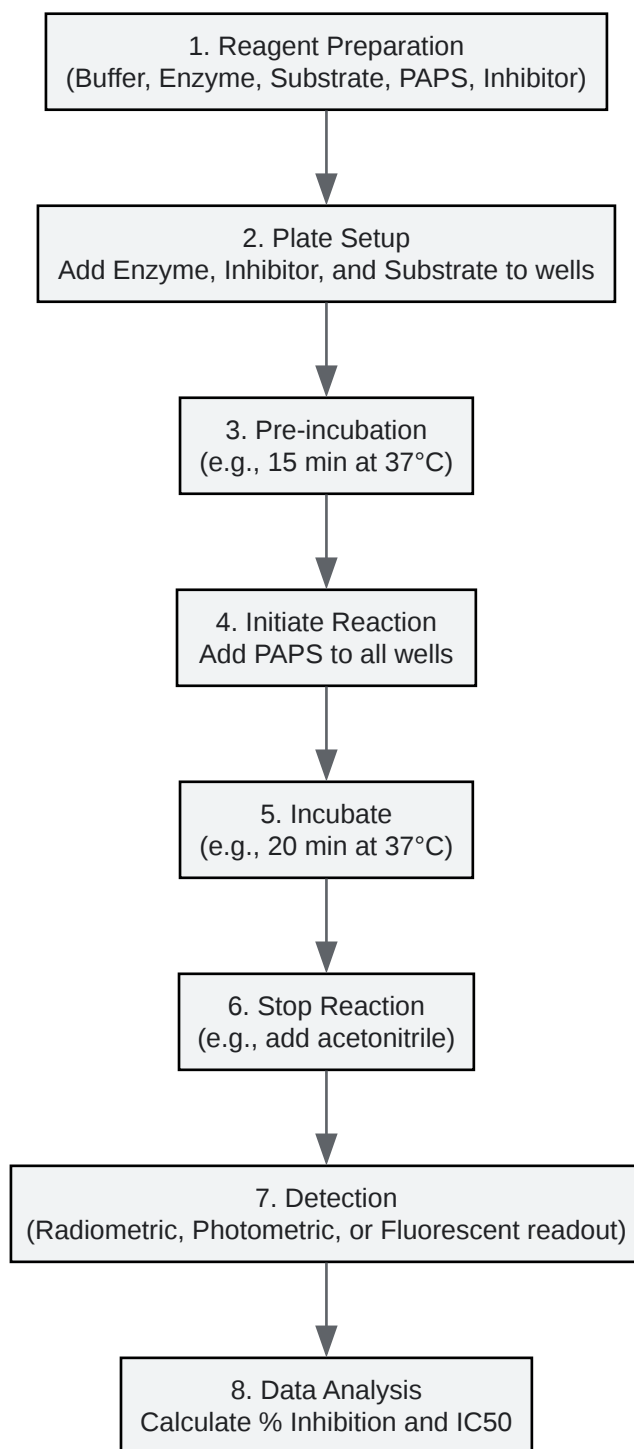 1. Reagent Preparation
(Buffer, Enzyme, Substrate, PAPS, Inhibitor)
2. Plate Setup
Add Enzyme, Inhibitor, and Substrate to wells
3. Pre-incubation
(e.g., 15 min at 37°C)
4. Initiate Reaction
Add PAPS to all wells
5. Incubate
(e.g., 20 min at 37°C)
6. Stop Reaction
(e.g., add acetonitrile)
7. Detection
(Radiometric, Photometric, or Fluorescent readout)
8. Data Analysis
Calculate % Inhibition and IC50